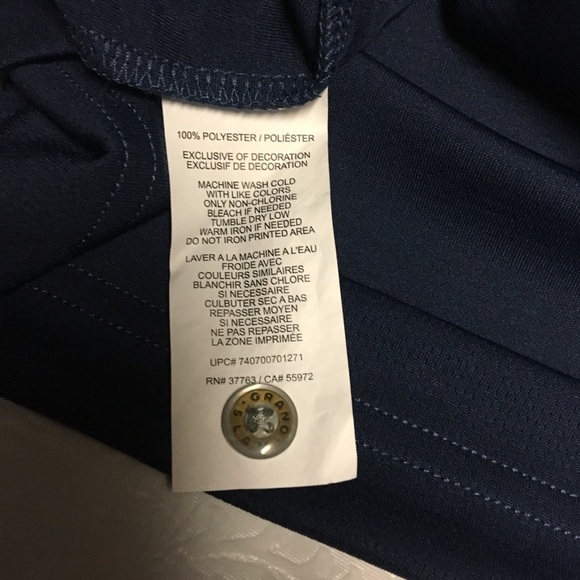 100% POLYESTER / POLIÉSTER
EXCLUSIVE OF DECORATION
EXCLUSIF DE DECORATION
MACHINE WASH COLD
WITH LIKE COLORS
ONLY NON-CHLORINE
BLEACH IF NEEDED
TUMBLE DRY LOW
WARM IRON IF NEEDED
DO NOT IRON PRINTED AREA
LAVER A LA MACHINE A L'EAU
FROIDE AVEC
COULEURS SIMILAIRES
BLANCHIR SANS CHLORE
SI NECESSAIRE
CULBUTER SEC A BAS
REPASSER MOYEN
SI NECESSAIRE
NE PAS REPASSER
LA ZONE IMPRIMÉE
UPC# 740700701271
RN# 37763 / CA# 55972
GRAND
SLAM